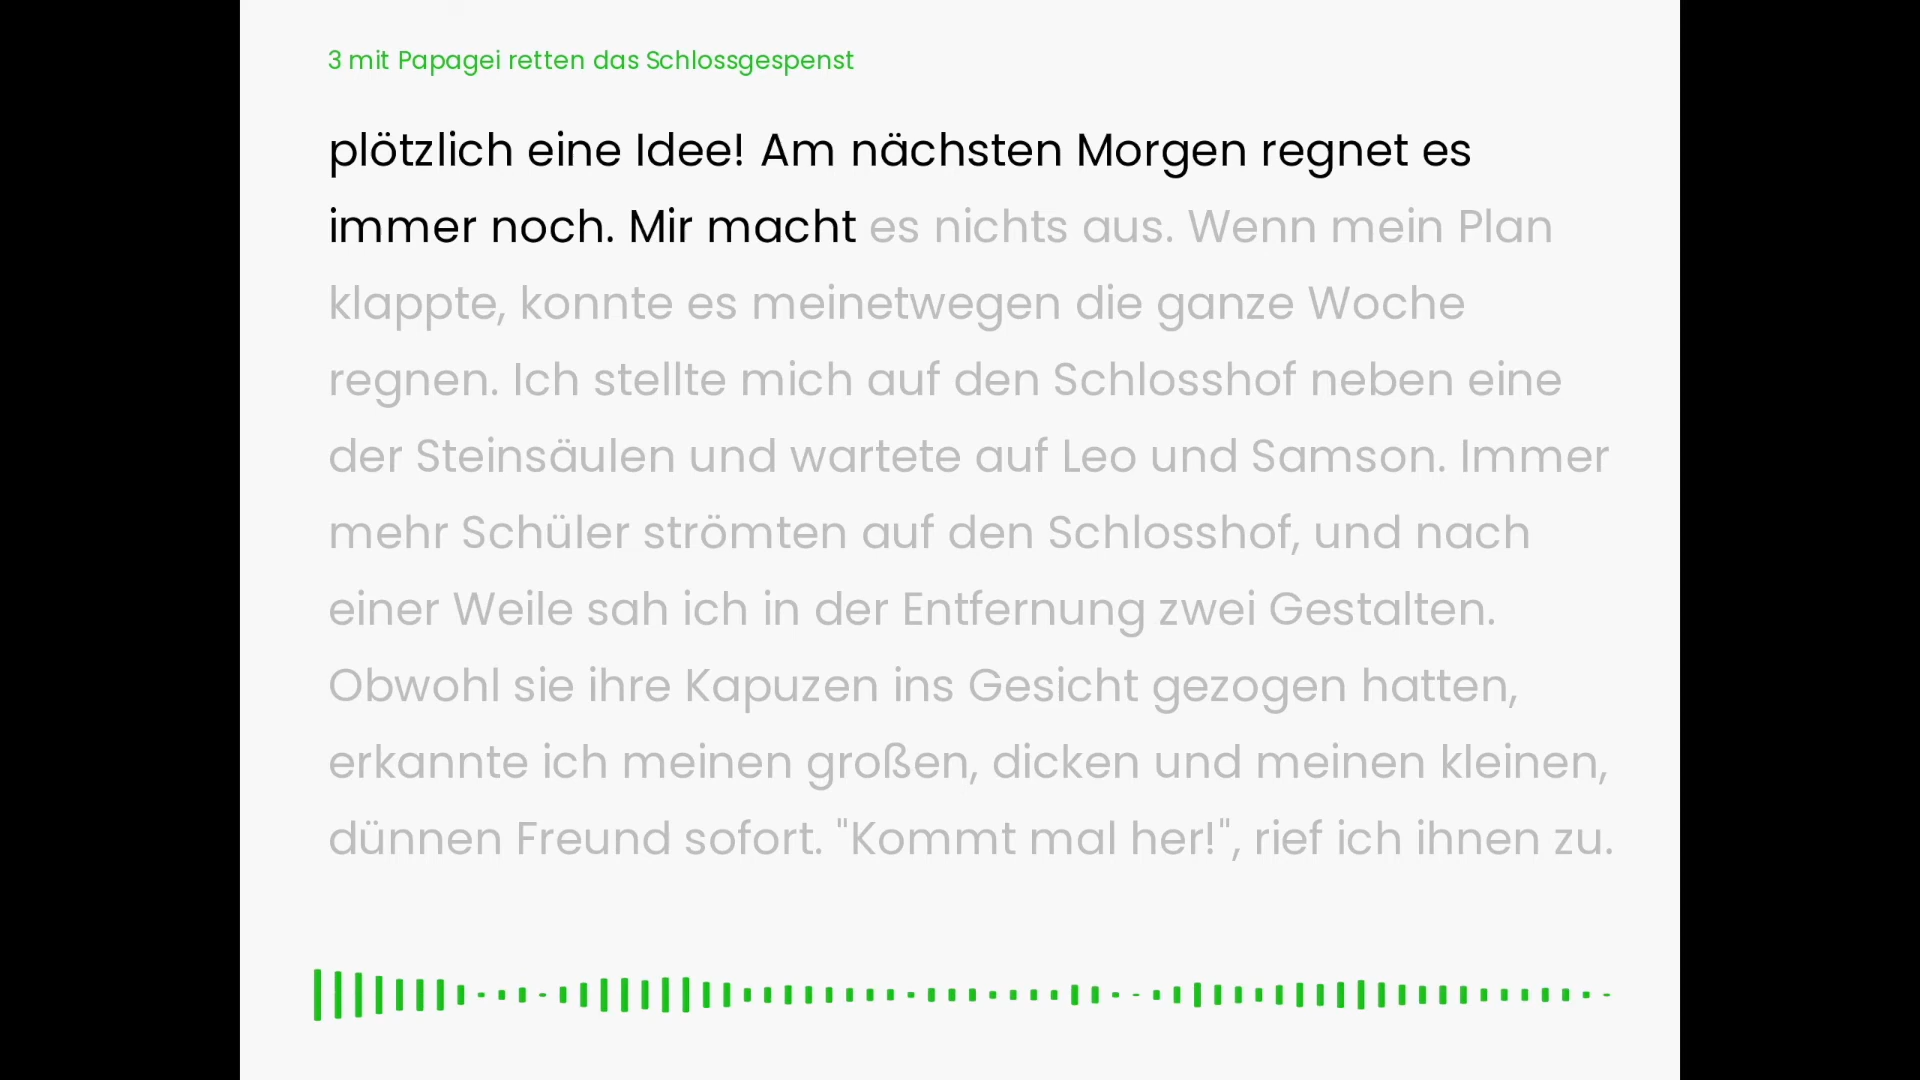 3 mit Papagei retten das Schlossgespenst
plötzlich eine Idee! Am nächsten Morgen regnet es
immer noch. Mir macht es nichts aus. Wenn mein Plan
klappte, konnte es meinetwegen die ganze Woche
regnen. Ich stellte mich auf den Schlosshof neben eine
der Steinsäulen und wartete auf Leo und Samson. Immer
mehr Schüler strömten auf den Schlosshof, und nach
einer Weile sah ich in der Entfernung zwei Gestalten.
Obwohl sie ihre Kapuzen ins Gesicht gezogen hatten,
erkannte ich meinen großen, dicken und meinen kleinen,
dünnen Freund sofort. "Kommt mal her!", rief ich ihnen zu.